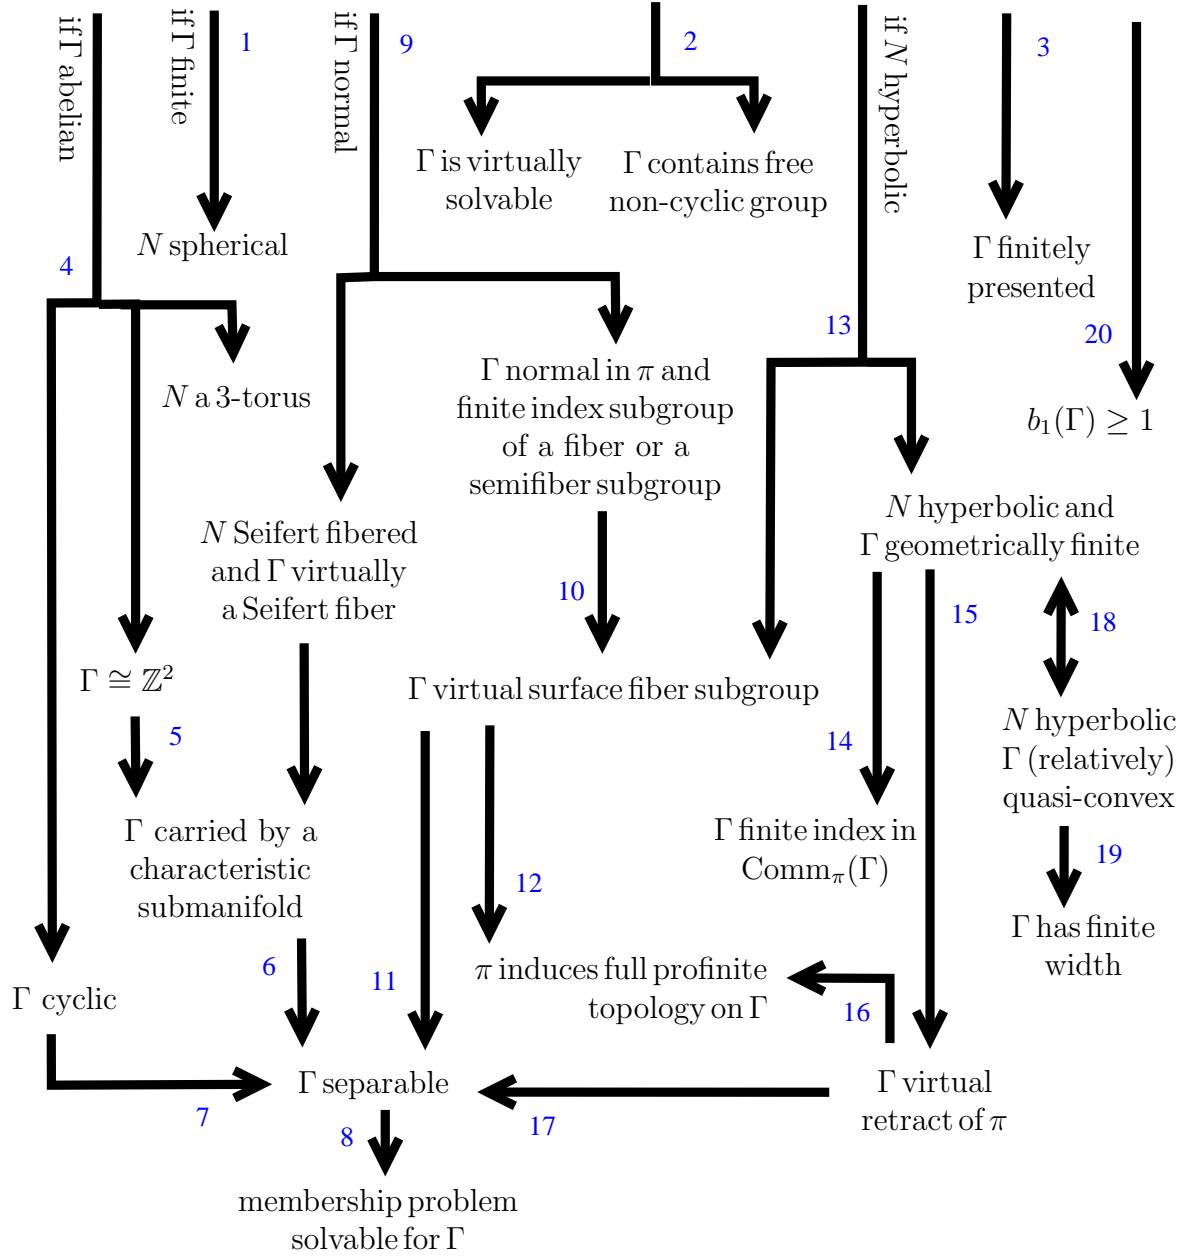 if Γ abelian
if Γ finite
1
if Γ normal
9
2
if N hyperbolic
3
Γ is virtually
solvable
Γ contains free
non-cyclic group
N spherical
4
Γ finitely
presented
13
20
N a 3-torus
Γ normal in π and
finite index subgroup
of a fiber or a
semifiber subgroup
b₁(Γ) ≥ 1
N Seifert fibered
and Γ virtually
a Seifert fiber
N hyperbolic and
Γ geometrically finite
10
15
18
Γ ≅ ℤ²
5
Γ virtual surface fiber subgroup
14
N hyperbolic
Γ (relatively)
quasi-convex
Γ carried by a
characteristic
submanifold
Γ finite index in
Comm_π(Γ)
19
12
Γ has finite
width
6
11
π induces full profinite
topology on Γ
16
Γ cyclic
Γ separable
Γ virtual
retract of π
7
8
17
membership problem
solvable for Γ